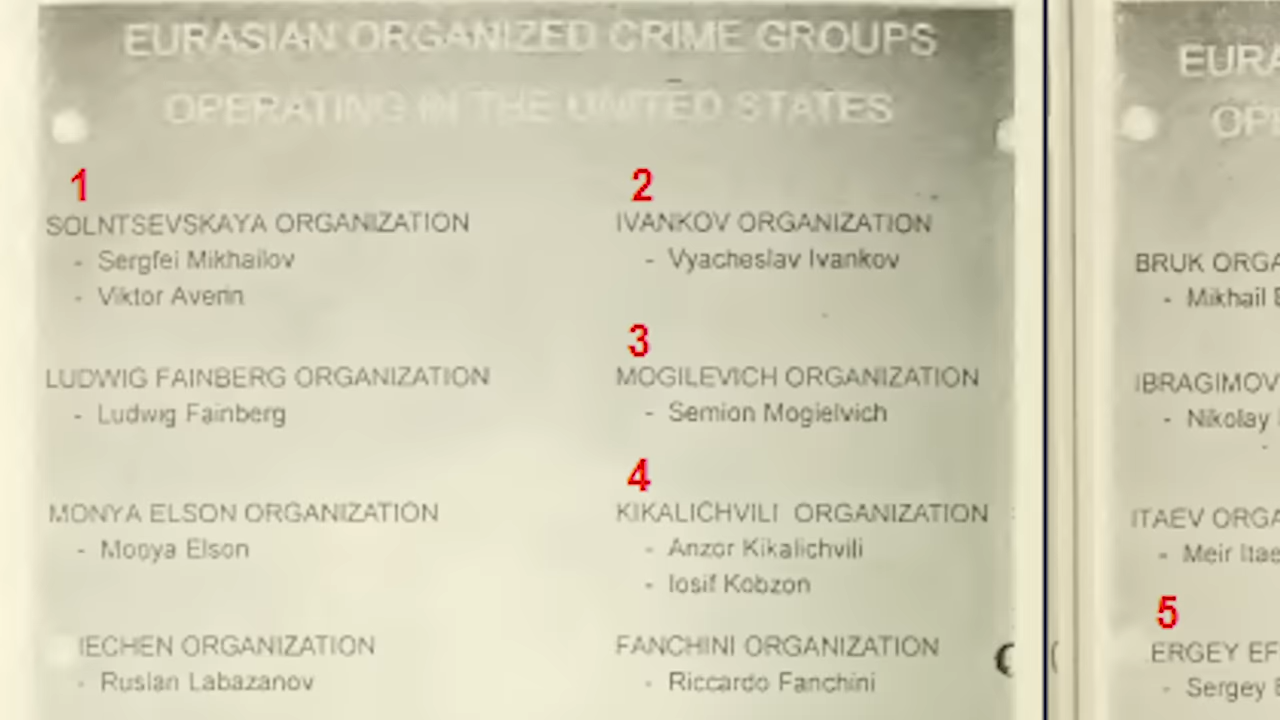 EURASIAN ORGANIZED CRIME GROUPS
OPERATING IN THE UNITED STATES
1
SOLNTSEVSKAYA ORGANIZATION
- Sergfei Mikhailov
- Viktor Averin
LUDWIG FAINBERG ORGANIZATION
- Ludwig Fainberg
MONYA ELSON ORGANIZATION
- Monya Elson
IECHEN ORGANIZATION
- Ruslan Labazanov
2
IVANKOV ORGANIZATION
- Vyacheslav Ivankov
3
MOGILEVICH ORGANIZATION
- Semion Mogielvich
4
KIKALICHVILI ORGANIZATION
- Anzor Kikalichvili
- Iosif Kobzon
FANCHINI ORGANIZATION
- Riccardo Fanchini
EURA
OPE
BRUK ORGA
- Mikhail
IBRAGIMOV
- Nikolay
ITAEV ORGA
- Meir Itae
5
ERGEY EF
- Sergey